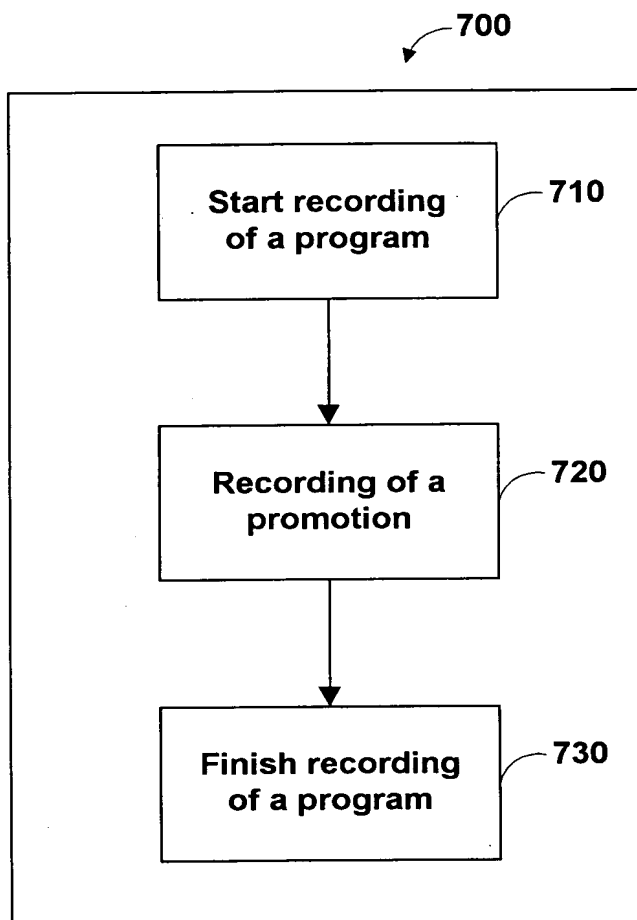 700
Start recording
of a program
710
Recording of a
promotion
720
Finish recording
of a program
730